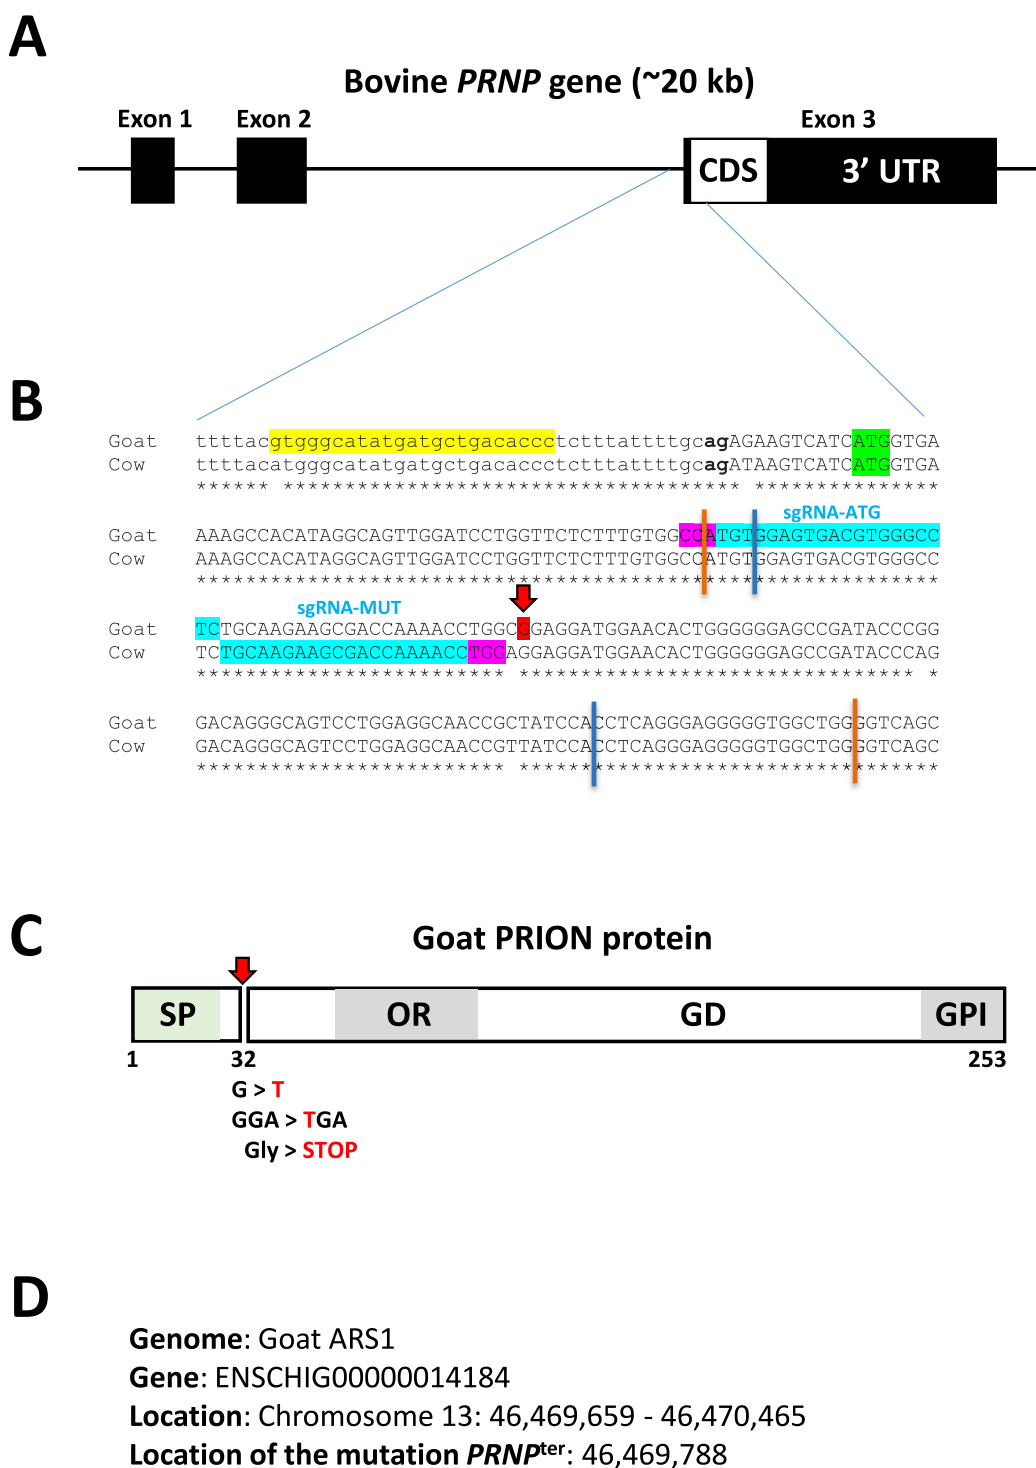 A
Bovine PRNP gene (~20 kb)
Exon 1 Exon 2 Exon 3
CDS 3’ UTR
B
Goat ttttacgtgggcatatgatgctgacaccctctttattttgcagAGAAGTCATCATGGTGA
Cow ttttacatgggcatatgatgctgacaccctctttattttgcagATAAGTCATCATGGTGA
****** ************************************ ****************
sgRNA-ATG
Goat AAAGCCACATAGGCAGTTGGATCCTGGTTCTCTTTGTGGCCATGTGGAGTGACGTGGGCC
Cow AAAGCCACATAGGCAGTTGGATCCTGGTTCTCTTTGTGGCCATGTGGAGTGACGTGGGCC
************************************************************
sgRNA-MUT
Goat TCTGCAAGAAGCGACCAAAACCTGGCGGAGGATGGAACACTGGGGGGAGCCGATACCCGG
Cow TCTGCAAGAAGCGACCAAAACCTGGAGGAGGATGGAACACTGGGGGGAGCCGATACCCAG
************************* ******************************** *
Goat GACAGGGCAGTCCTGGAGGCAACCGCTATCCACCTCAGGGAGGGGGTGGCTGGGGTCAGC
Cow GACAGGGCAGTCCTGGAGGCAACCGTTATCCACCTCAGGGAGGGGGTGGCTGGGGTCAGC
************************* **********************************
C
Goat PRION protein
SP OR GD GPI
1 32 253
G > T
GGA > TGA
Gly > STOP
D
Genome: Goat ARS1
Gene: ENSCHIG00000014184
Location: Chromosome 13: 46,469,659 - 46,470,465
Location of the mutation PRNPter: 46,469,788